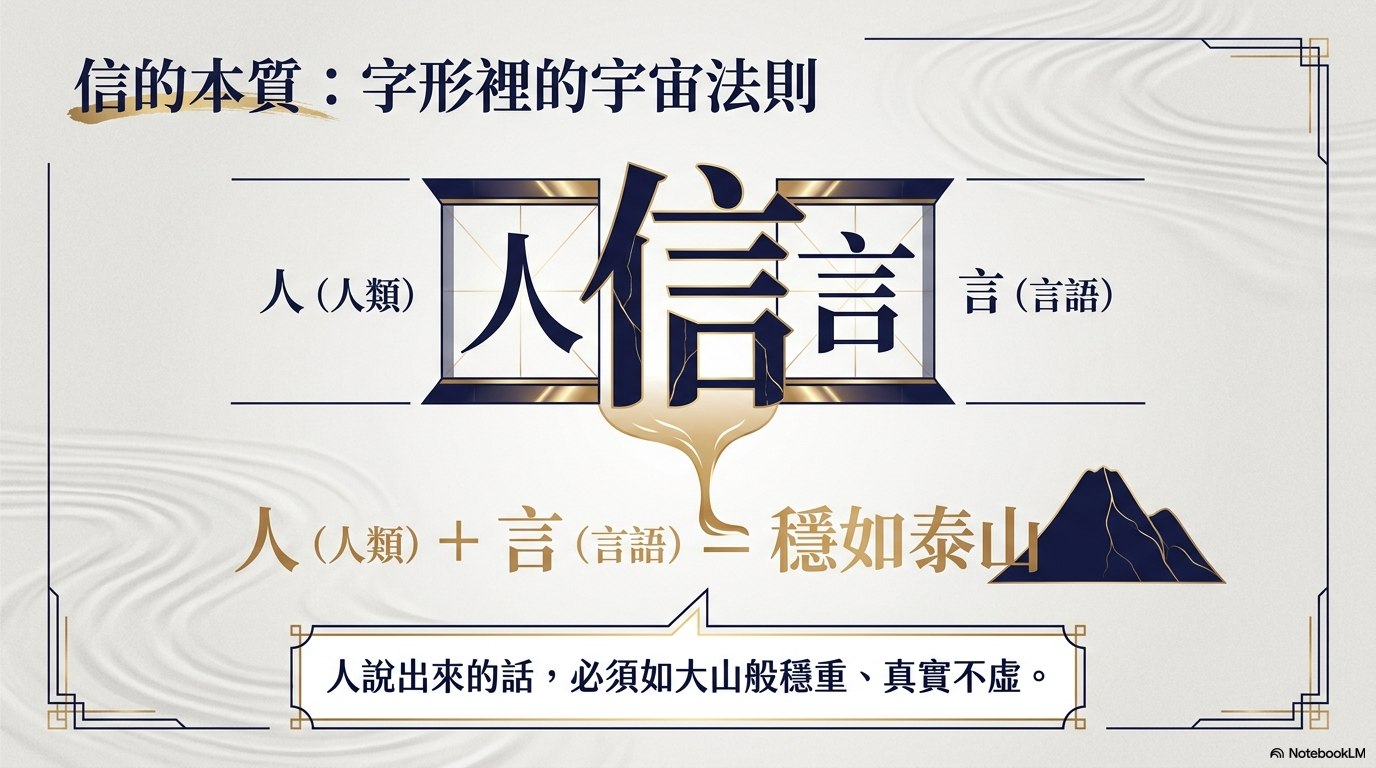 信的本質：字形裡的宇宙法則
人（人類）
人
信
言
言（言語）
人（人類）＋言（言語）＝穩如泰山
人說出來的話，必須如大山般穩重、真實不虛。
NotebookLM